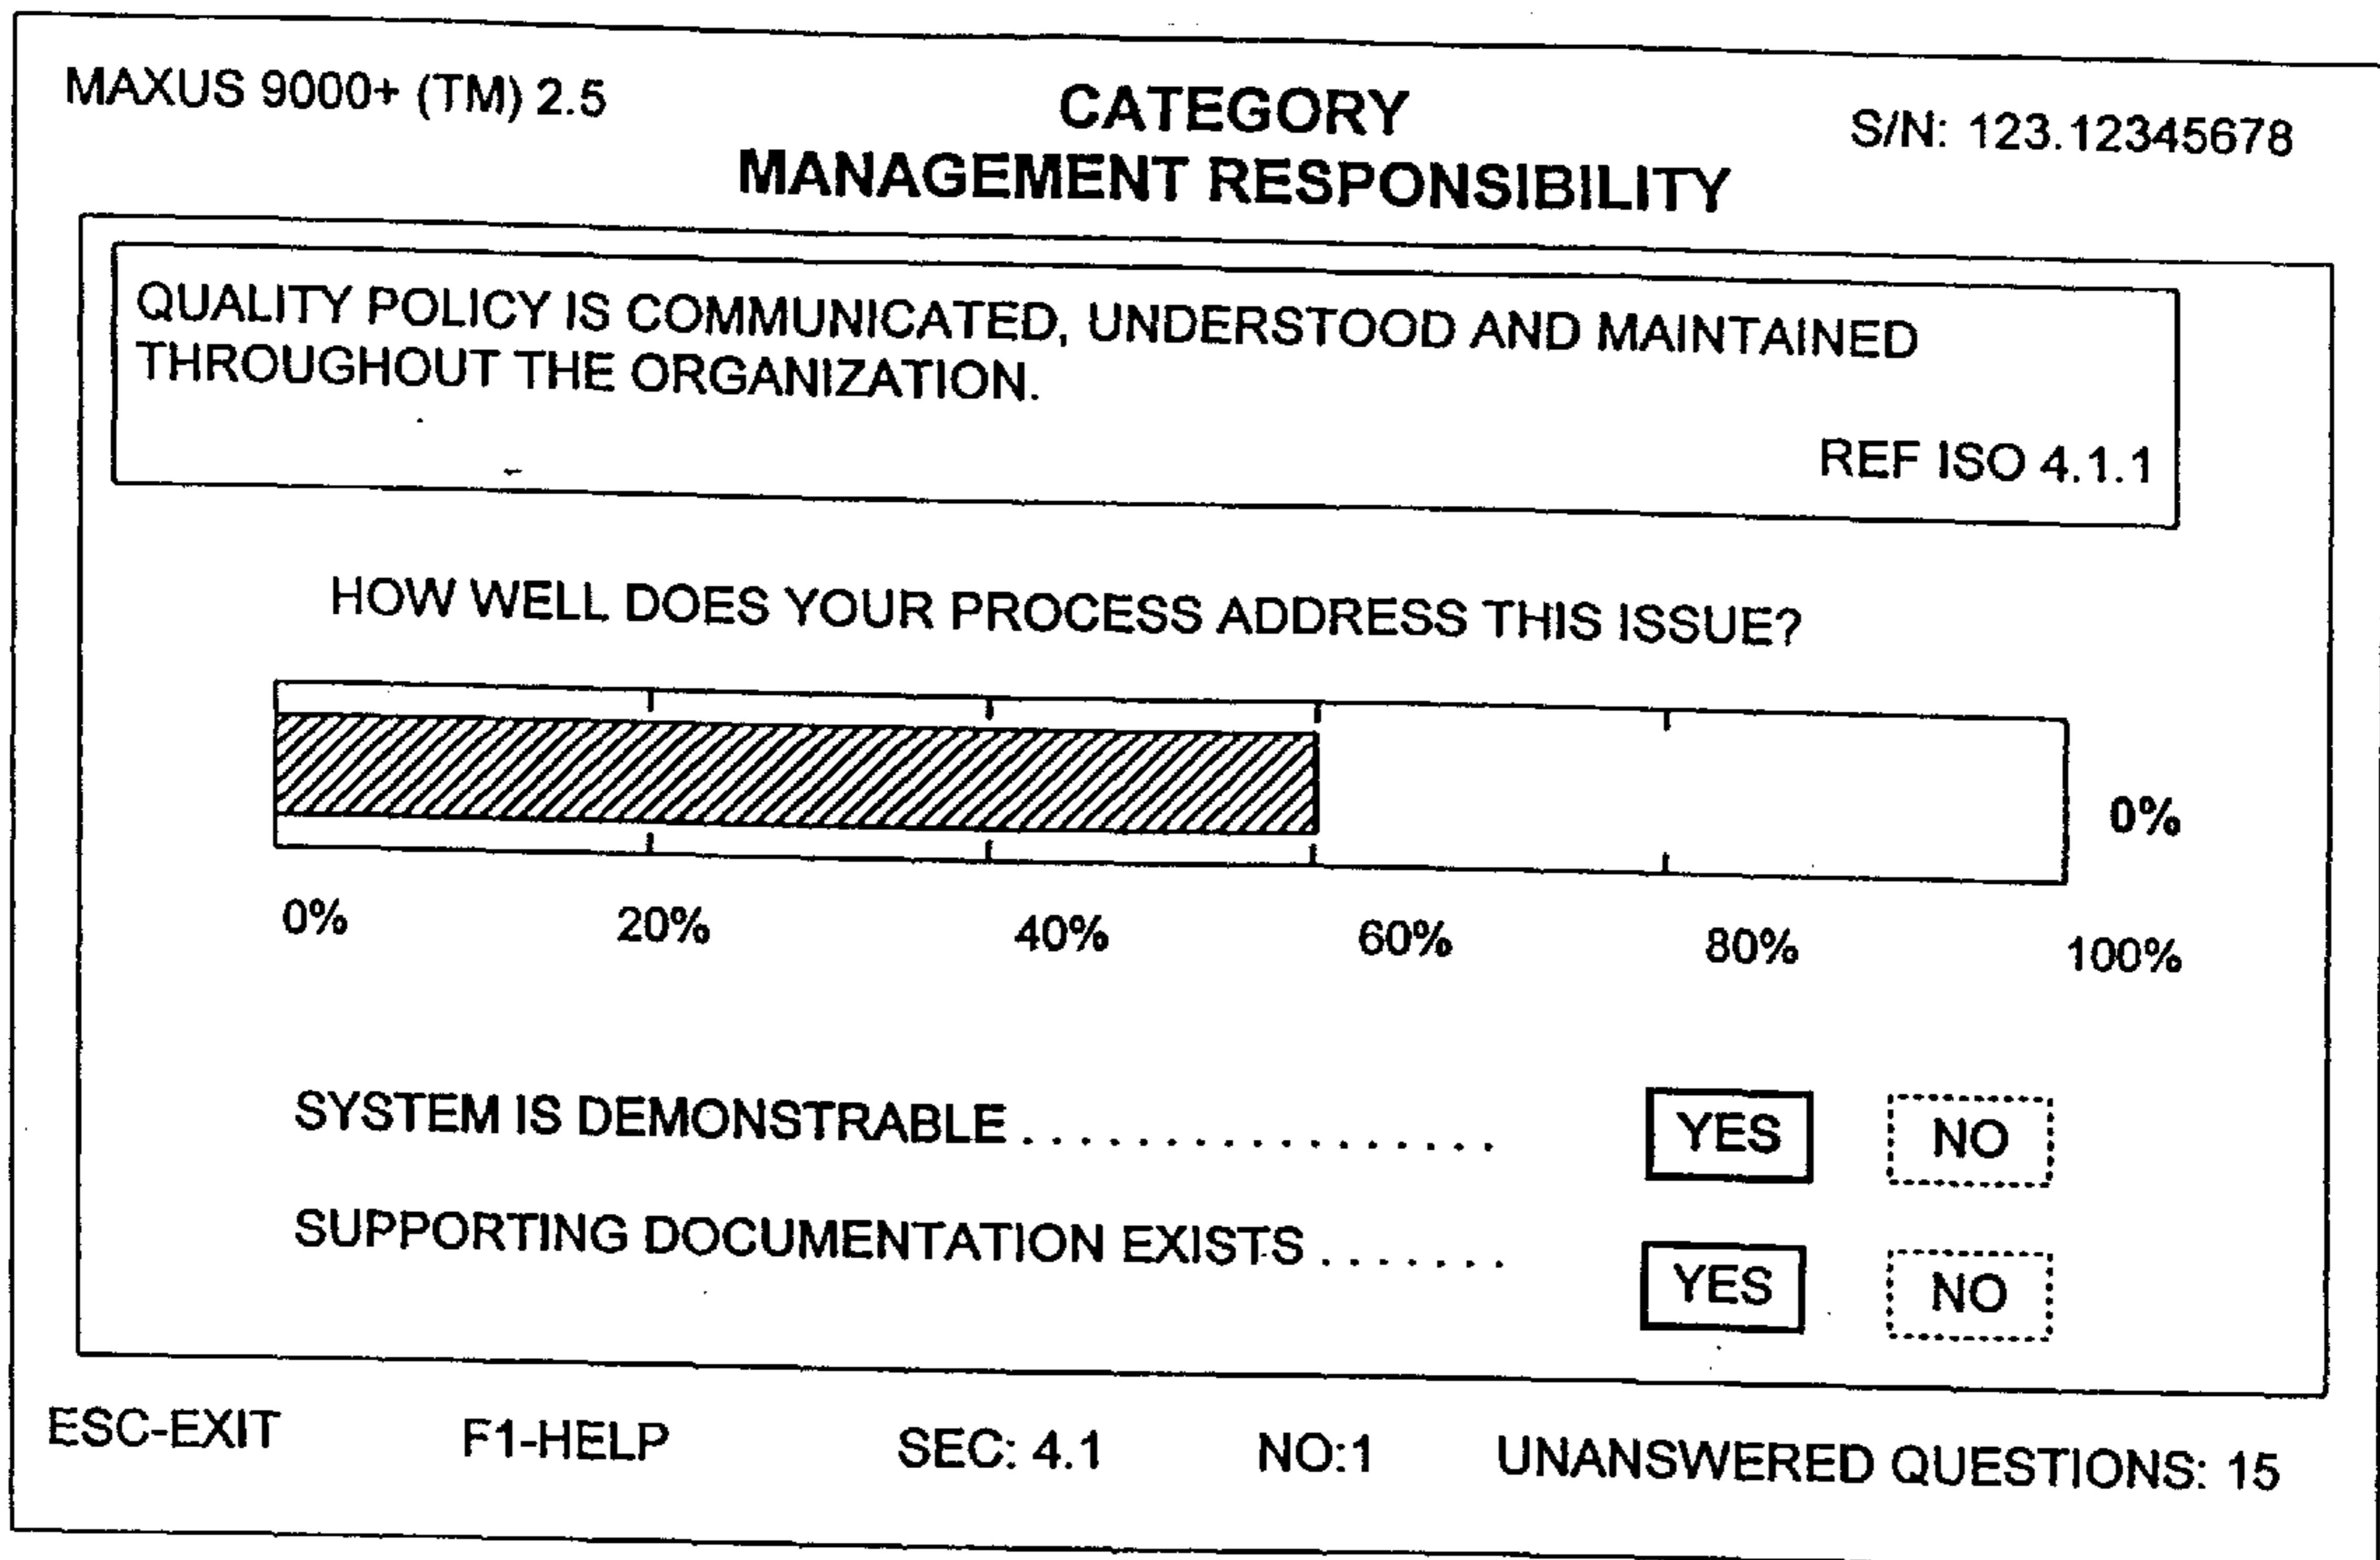 MAXUS 9000+ (TM) 2.5
CATEGORY
MANAGEMENT RESPONSIBILITY
S/N: 123.12345678
QUALITY POLICY IS COMMUNICATED, UNDERSTOOD AND MAINTAINED
THROUGHOUT THE ORGANIZATION.
REF ISO 4.1.1
HOW WELL DOES YOUR PROCESS ADDRESS THIS ISSUE?
0%
0% 20% 40% 60% 80% 100%
SYSTEM IS DEMONSTRABLE ................. YES NO
SUPPORTING DOCUMENTATION EXISTS ....... YES NO
ESC-EXIT F1-HELP SEC: 4.1 NO:1 UNANSWERED QUESTIONS: 15